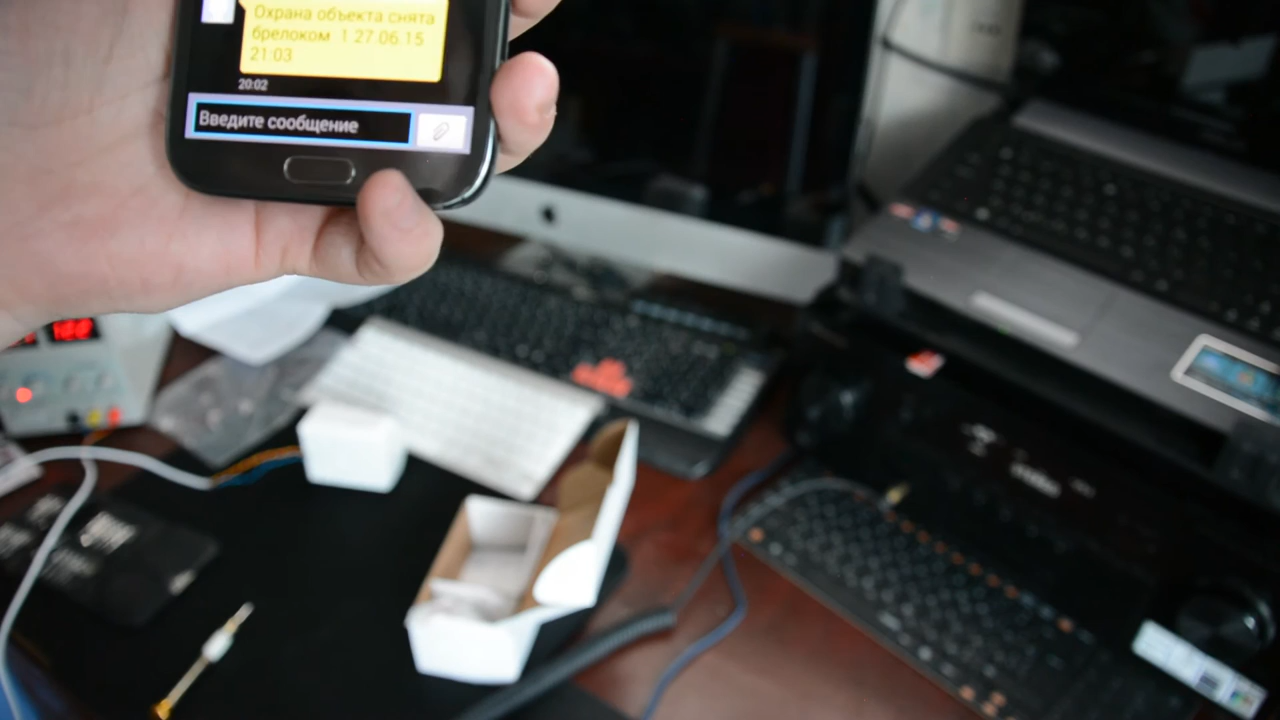 Охрана объекта снята
брелоком 1 27.06.15
21:03
20:02
Введите сообщение